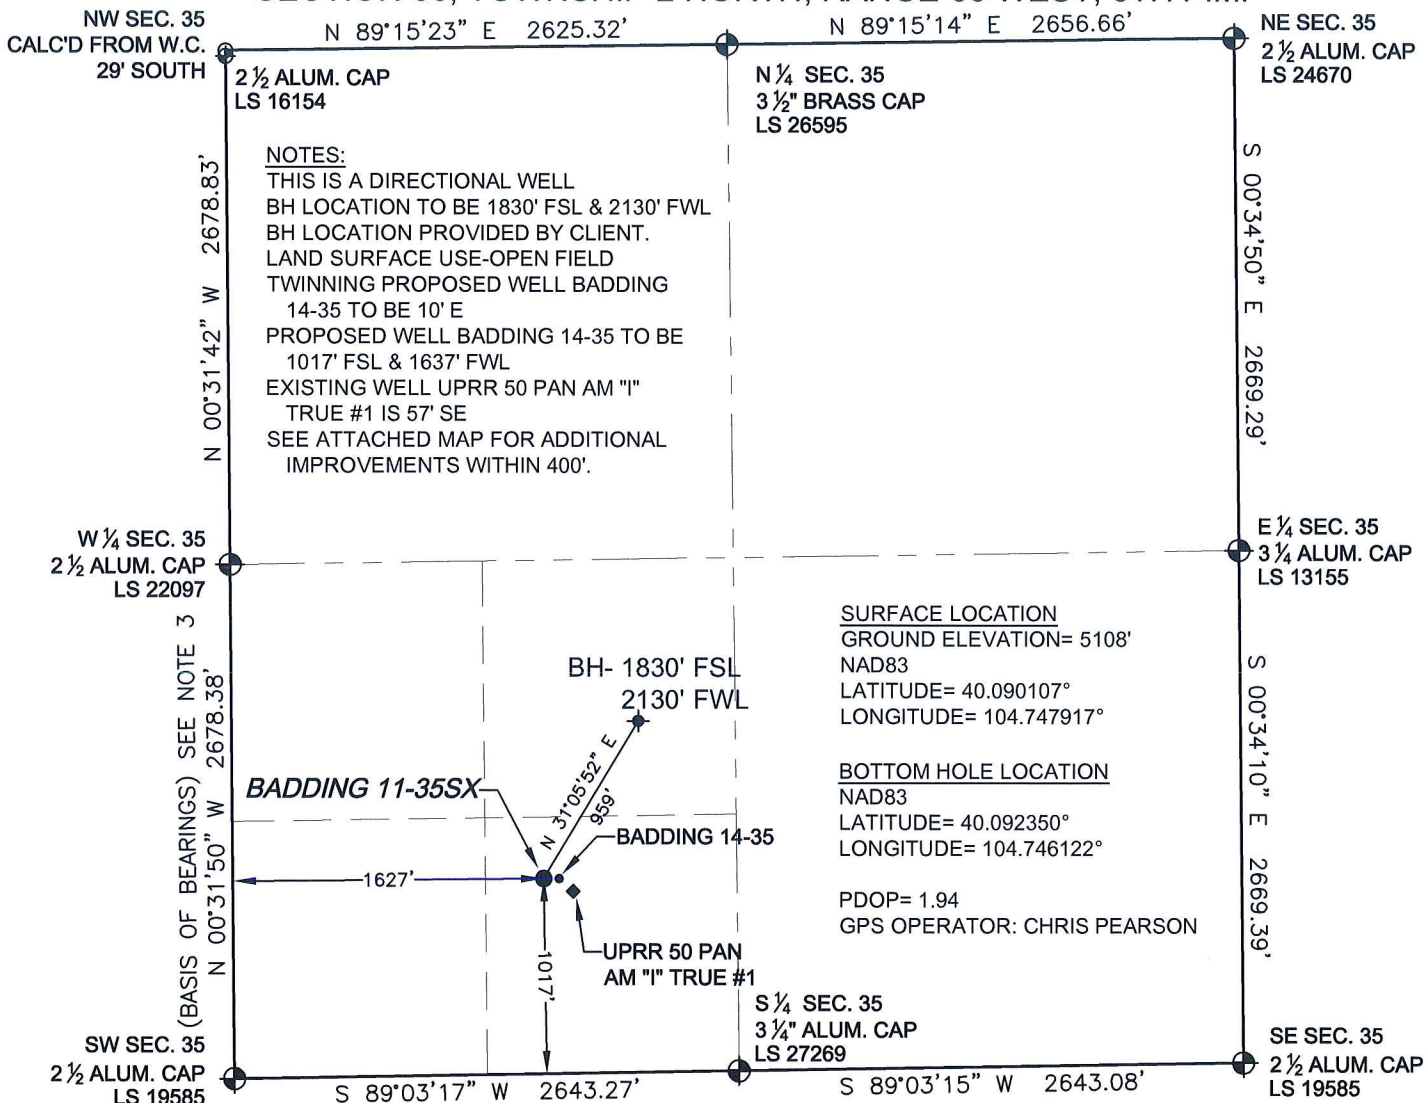 NW SEC. 35
CALC'D FROM W.C.
29' SOUTH
N 89°15'23" E 2625.32'
N 89°15'14" E 2656.66'
NE SEC. 35
2 ½ ALUM. CAP
LS 24670
2 ½ ALUM. CAP
LS 16154
N ¼ SEC. 35
3 ½" BRASS CAP
LS 26595
NOTES:
THIS IS A DIRECTIONAL WELL
BH LOCATION TO BE 1830' FSL & 2130' FWL
BH LOCATION PROVIDED BY CLIENT.
LAND SURFACE USE-OPEN FIELD
TWINNING PROPOSED WELL BADDING
14-35 TO BE 10' E
PROPOSED WELL BADDING 14-35 TO BE
1017' FSL & 1637' FWL
EXISTING WELL UPRR 50 PAN AM "I"
TRUE #1 IS 57' SE
SEE ATTACHED MAP FOR ADDITIONAL
IMPROVEMENTS WITHIN 400'.
N 00°31'42" W 2678.83'
S 00°34'50" E 2669.29'
W ¼ SEC. 35
2 ½ ALUM. CAP
LS 22097
E ¼ SEC. 35
3 ¼ ALUM. CAP
LS 13155
(BASIS OF BEARINGS) SEE NOTE 3
N 00°31'50" W 2678.38'
BH- 1830' FSL
2130' FWL
N 31°05'52" E
959'
BADDING 11-35SX
BADDING 14-35
1627'
1017'
UPRR 50 PAN
AM "I" TRUE #1
SURFACE LOCATION
GROUND ELEVATION= 5108'
NAD83
LATITUDE= 40.090107°
LONGITUDE= 104.747917°
BOTTOM HOLE LOCATION
NAD83
LATITUDE= 40.092350°
LONGITUDE= 104.746122°
PDOP= 1.94
GPS OPERATOR: CHRIS PEARSON
S 00°34'10" E 2669.39'
SW SEC. 35
2 ½ ALUM. CAP
LS 19585
S 89°03'17" W 2643.27'
S ¼ SEC. 35
3 ¼" ALUM. CAP
LS 27269
S 89°03'15" W 2643.08'
SE SEC. 35
2 ½ ALUM. CAP
LS 19585